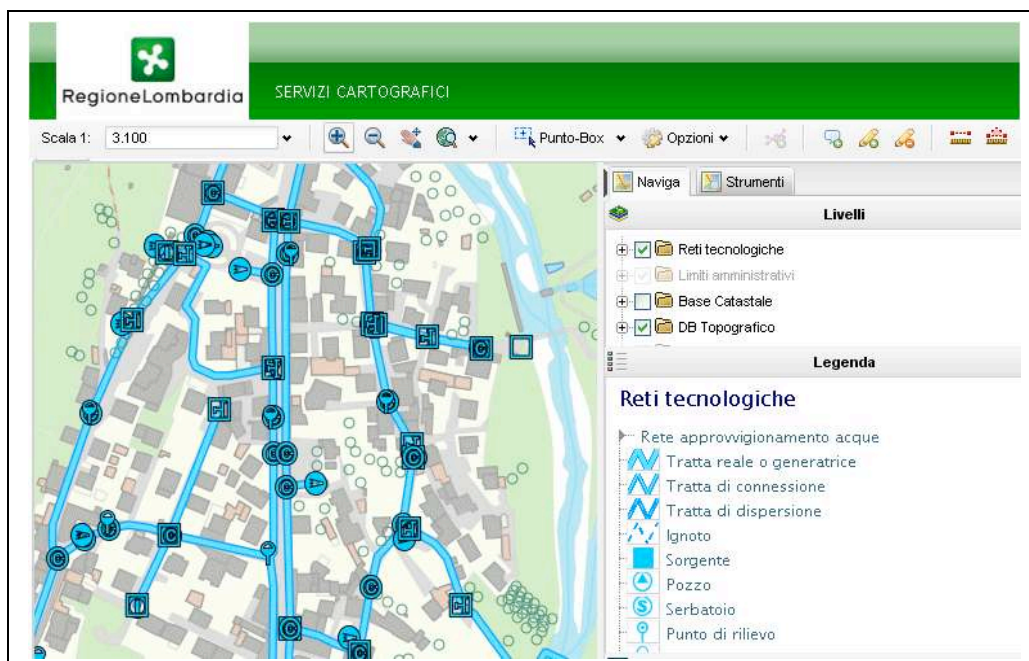 RegioneLombardia
SERVIZI CARTOGRAFICI
Scala 1: 3.100
Punto-Box
Opzioni
Naviga
Strumenti
Livelli
Reti tecnologiche
Limiti amministrativi
Base Catastale
DB Topografico
Legenda
Reti tecnologiche
Rete approvvigionamento acque
Tratta reale o generatrice
Tratta di connessione
Tratta di dispersione
Ignoto
Sorgente
Pozzo
Serbatoio
Punto di rilievo